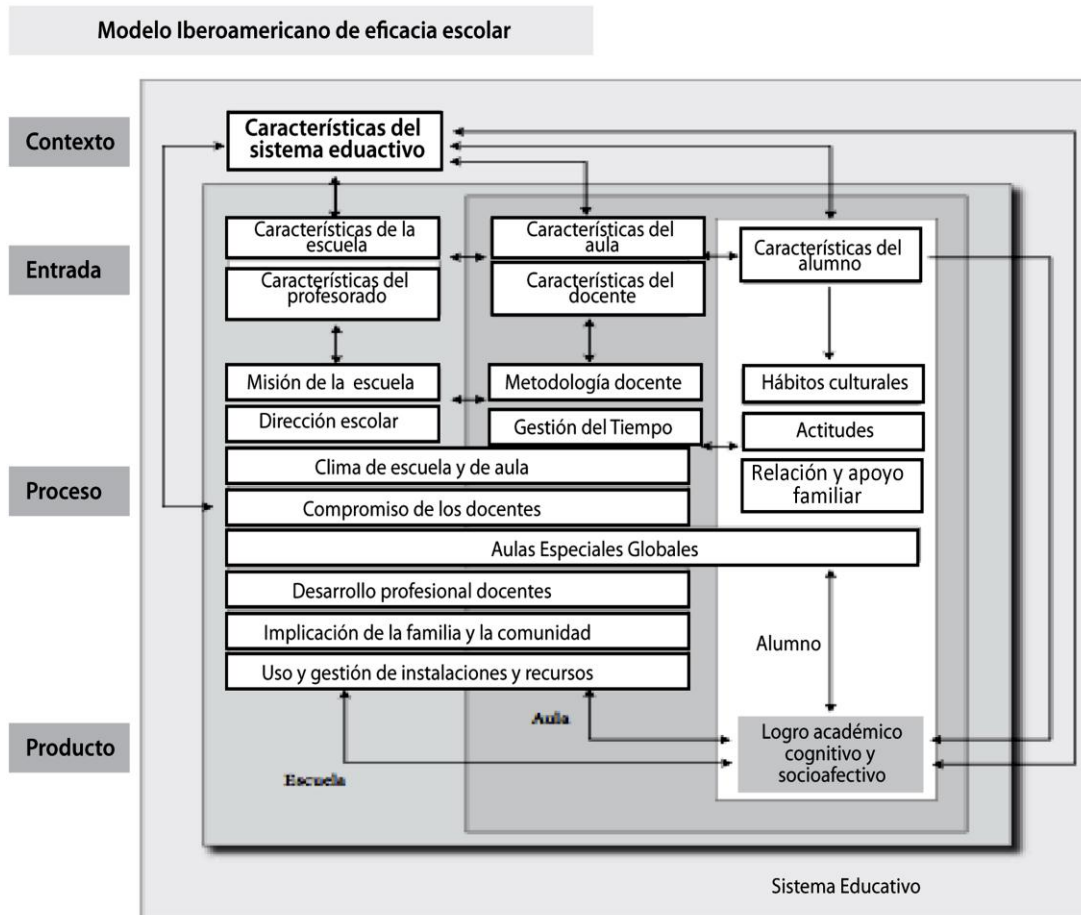 Modelo Iberoamericano de eficacia escolar
Contexto
Características del
sistema eduactivo
Entrada
Características de la
escuela
Características del
profesorado
Características del
aula
Características del
docente
Características del
alumno
Proceso
Misión de la escuela
Dirección escolar
Metodología docente
Gestión del Tiempo
Hábitos culturales
Actitudes
Relación y apoyo
familiar
Clima de escuela y de aula
Compromiso de los docentes
Aulas Especiales Globales
Desarrollo profesional docentes
Implicación de la familia y la comunidad
Uso y gestión de instalaciones y recursos
Alumno
Aula
Producto
Logro académico
cognitivo y
socioafectivo
Escuela
Sistema Educativo